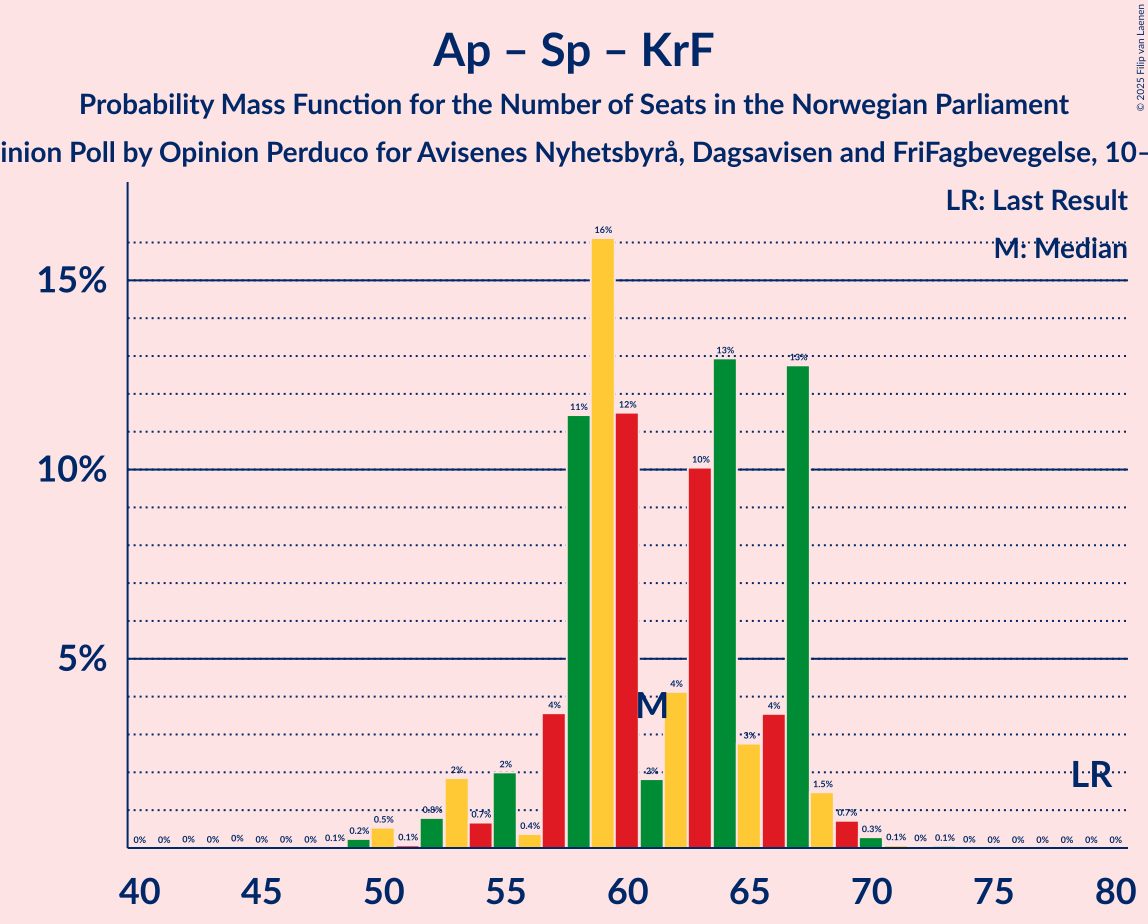 Ap – Sp – KrF
Probability Mass Function for the Number of Seats in the Norwegian Parliament
inion Poll by Opinion Perduco for Avisenes Nyhetsbyrå, Dagsavisen and FriFagbevegelse, 10–
© 2025 Filip van Laenen
LR: Last Result
M: Median
15%
10%
5%
0% 0% 0% 0% 0% 0% 0% 0% 0.1% 0.2% 0.5% 0.1% 0.8% 2% 0.7% 2% 0.4% 4% 11% 16% 12% 2% 4% 10% 13% 3% 4% 13% 1.5% 0.7% 0.3% 0.1% 0% 0.1% 0% 0% 0% 0% 0% 0% 0%
M
LR
40 45 50 55 60 65 70 75 80